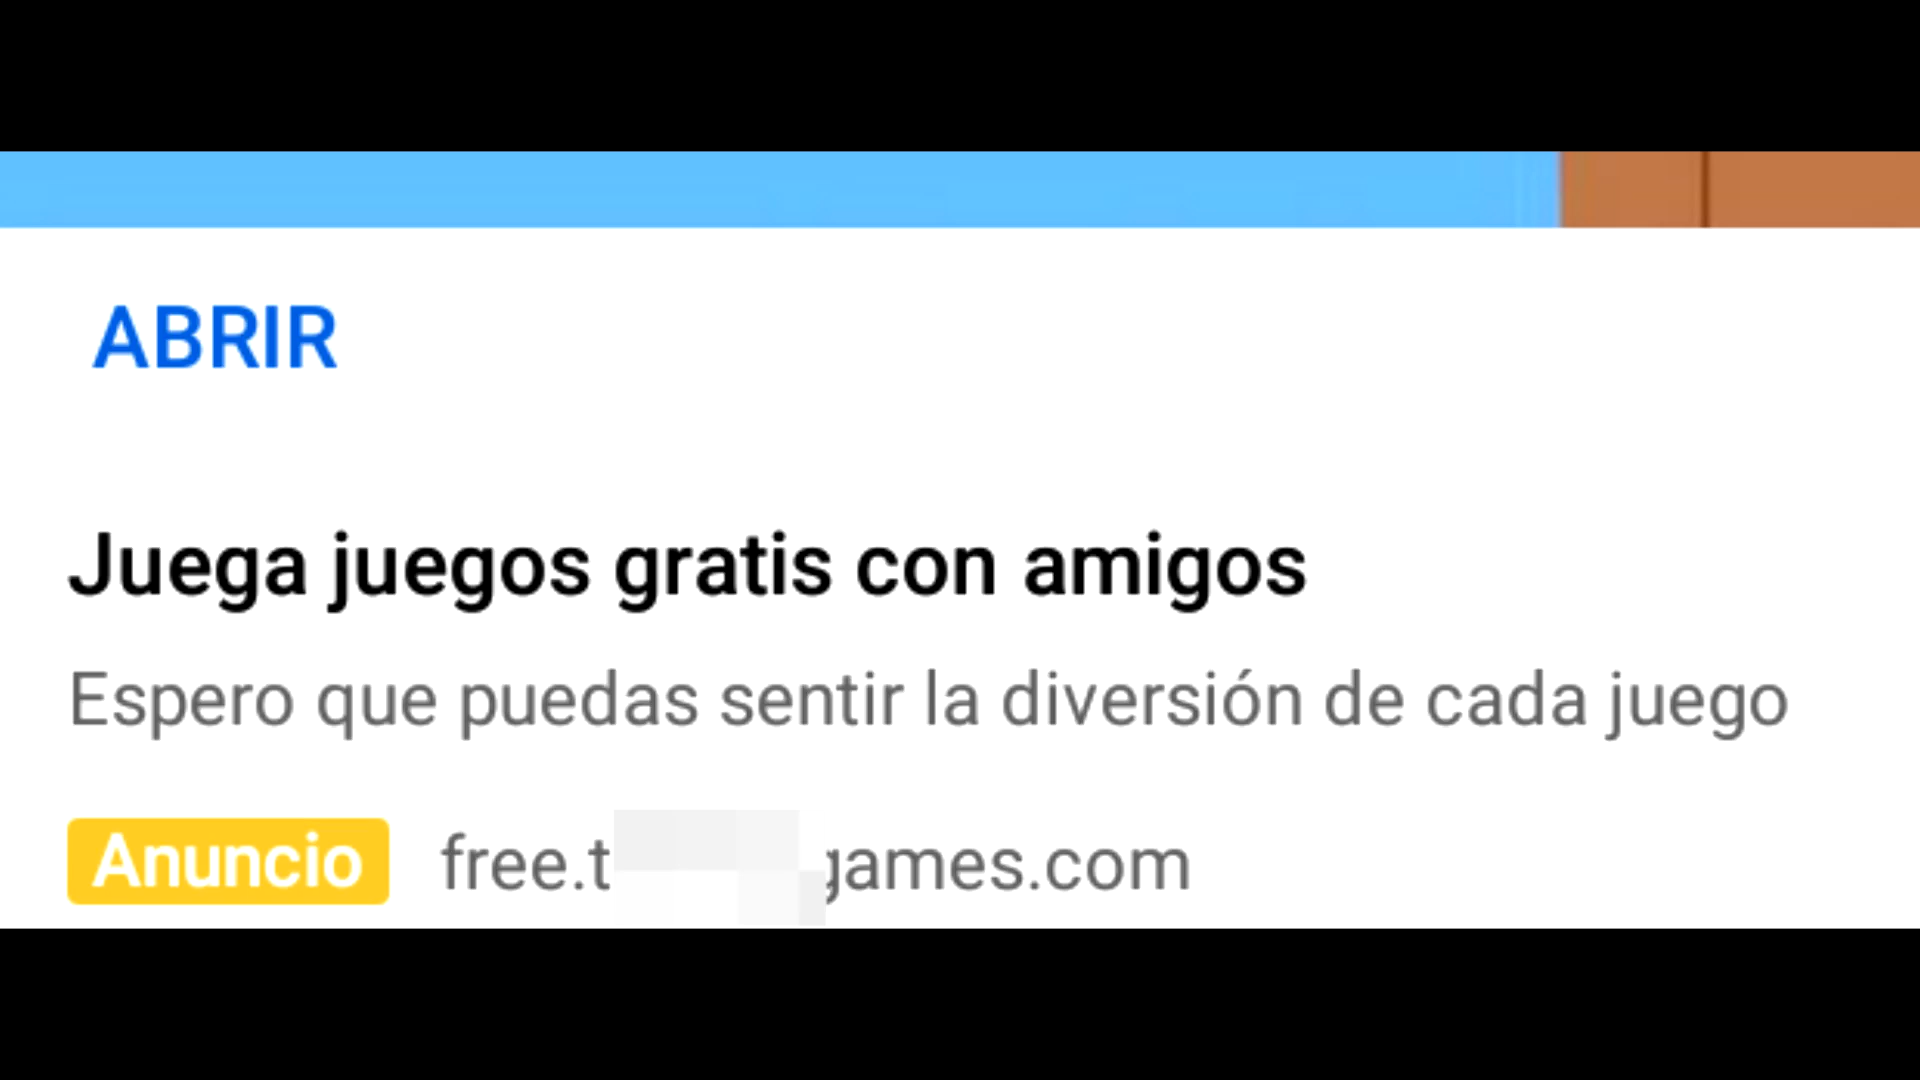 ABRIR
Juega juegos gratis con amigos
Espero que puedas sentir la diversión de cada juego
Anuncio